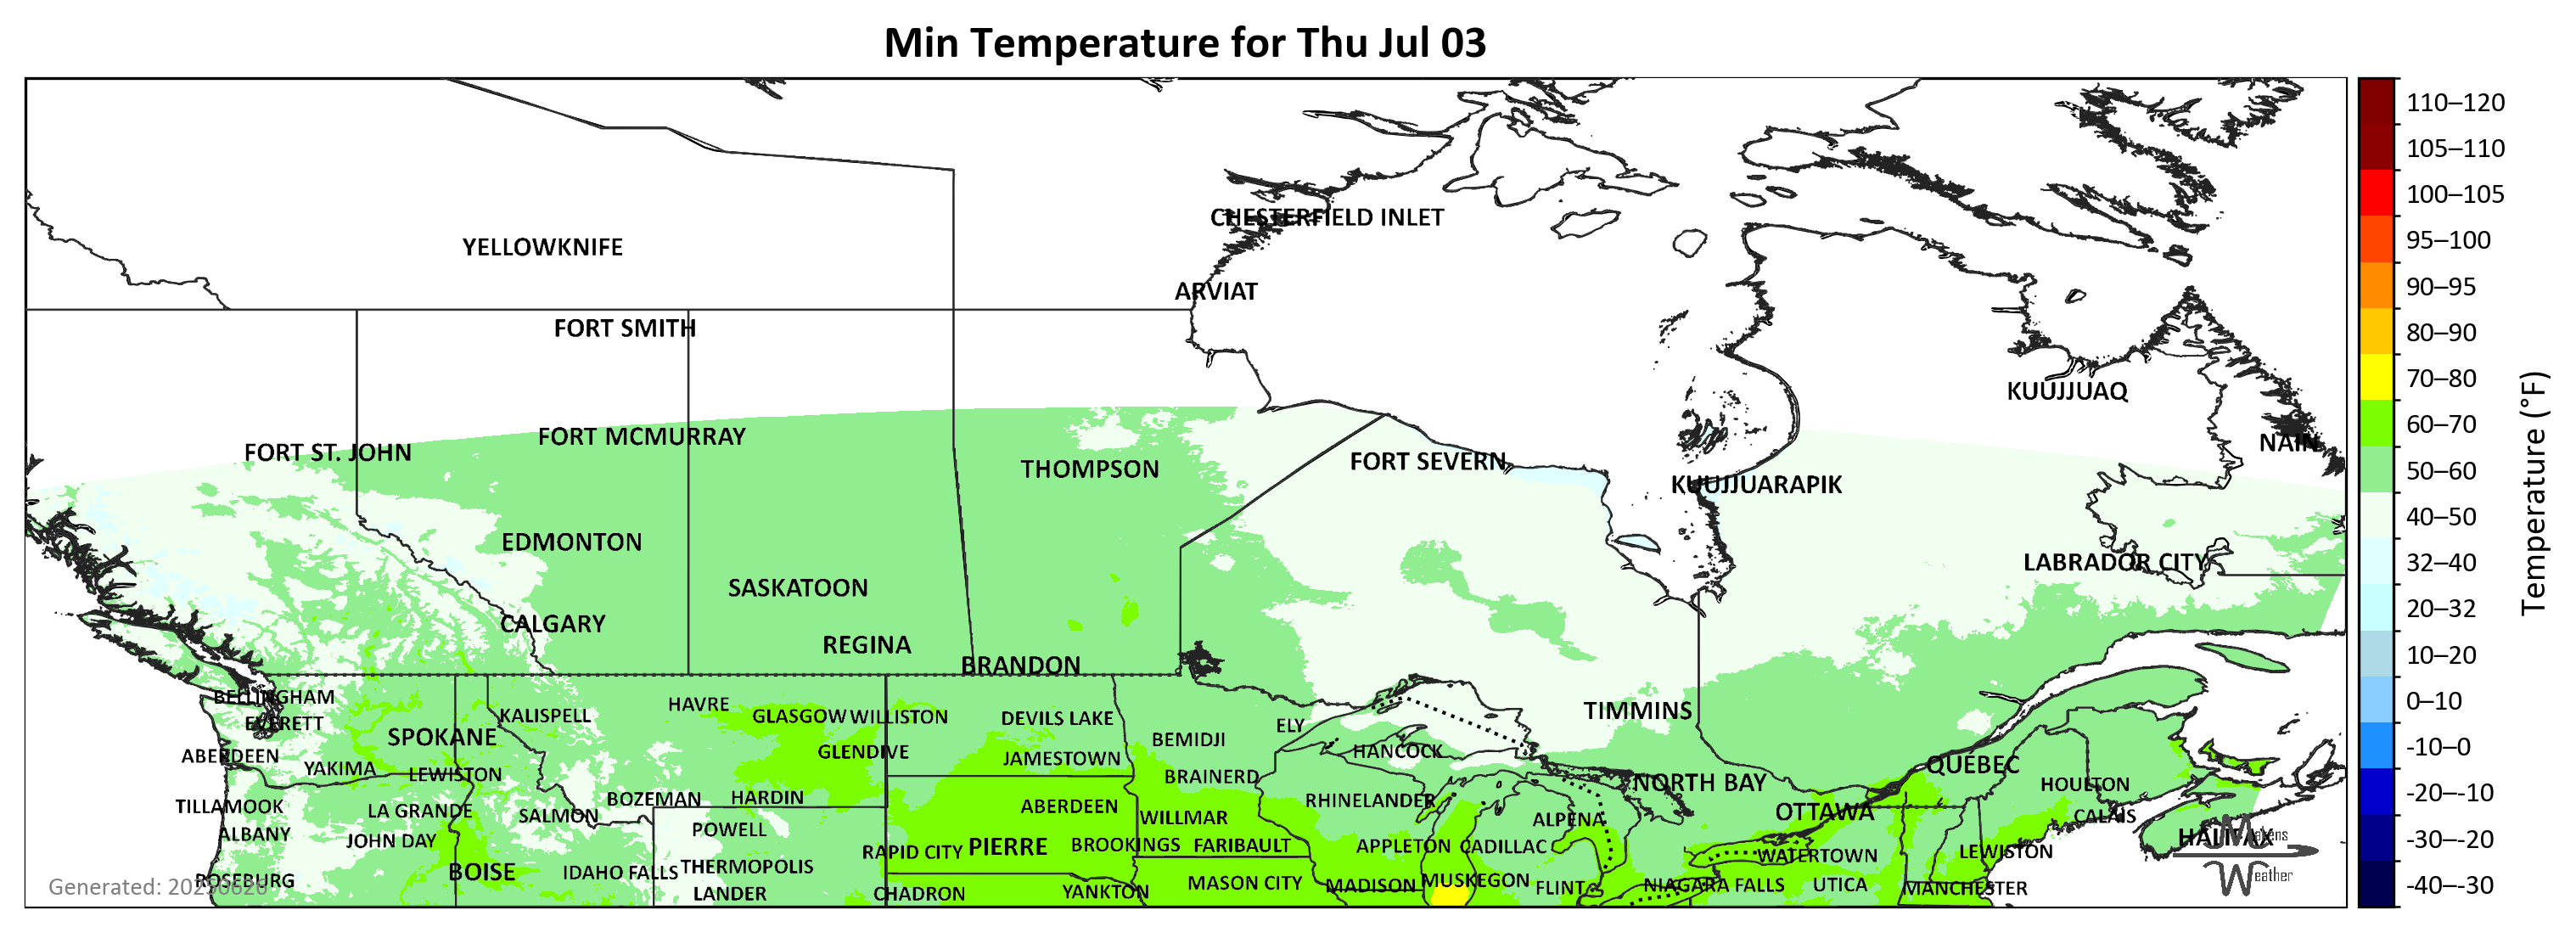 Min Temperature for Thu Jul 03
CHESTERFIELD INLET
YELLOWKNIFE
ARVIAT
FORT SMITH
KUUJJUAQ
FORT MCMURRAY
NAIN
FORT ST. JOHN
THOMPSON
FORT SEVERN
KUUJJUARAPIK
EDMONTON
LABRADOR CITY
SASKATOON
CALGARY
REGINA
BRANDON
BELLINGHAM
HAVRE
TIMMINS
KALISPELL
GLASGOW
WILLISTON
DEVILS LAKE
EVERETT
ELY
SPOKANE
BEMIDJI
GLENDIVE
HANCOCK
ABERDEEN
JAMESTOWN
QUÉBEC
YAKIMA
LEWISTON
BRAINERD
NORTH BAY
HOULTON
BOZEMAN
HARDIN
RHINELANDER
TILLAMOOK
LA GRANDE
SALMON
ABERDEEN
WILLMAR
ALPENA
OTTAWA
CALAIS
ALBANY
JOHN DAY
POWELL
HALIFAX
RAPID CITY
PIERRE
BROOKINGS
FARIBAULT
APPLETON
CADILLAC
WATERTOWN
LEWISTON
BOISE
IDAHO FALLS
THERMOPOLIS
ROSEBURG
MASON CITY
MADISON
MUSKEGON
FLINT
NIAGARA FALLS
UTICA
MANCHESTER
LANDER
CHADRON
YANKTON
Makens
Weather
110–120
105–110
100–105
95–100
90–95
80–90
70–80
60–70
50–60
40–50
32–40
20–32
10–20
0–10
-10–0
-20–-10
-30–-20
-40–-30
Temperature (°F)